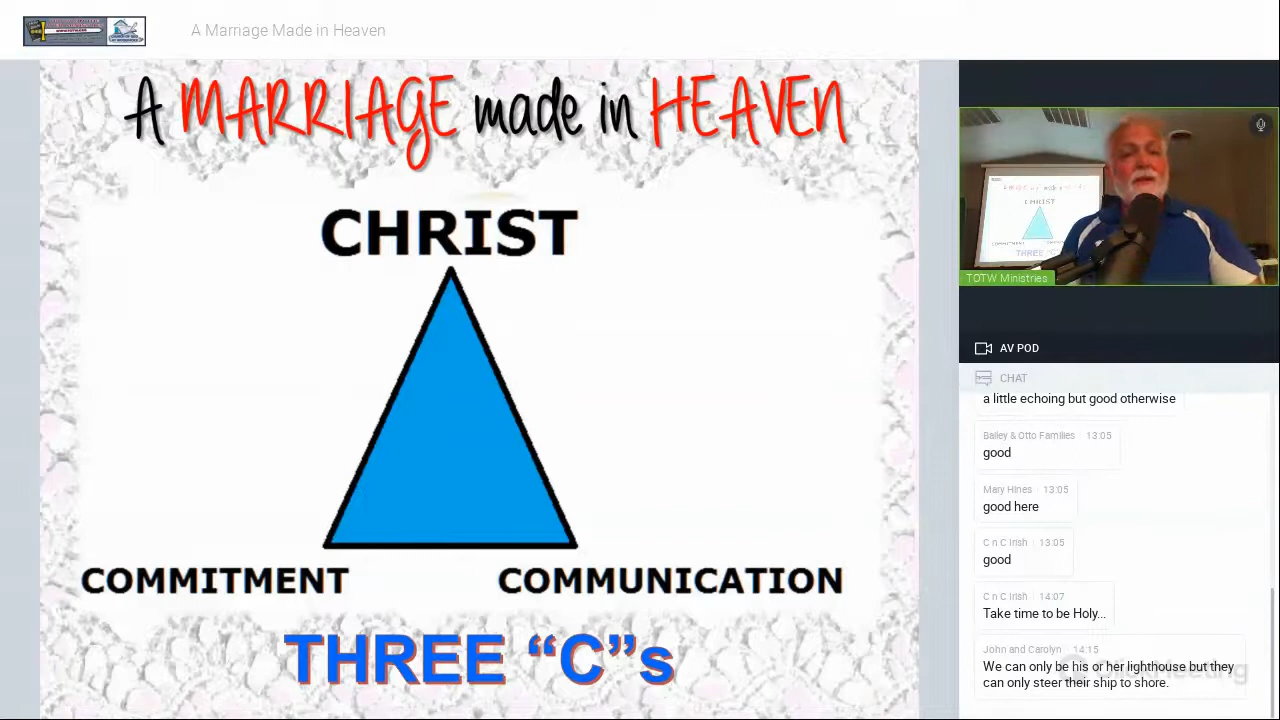 A Marriage Made in Heaven
A MARRIAGE made in HEAVEN
CHRIST
COMMITMENT COMMUNICATION
THREE “C”s
TOTW Ministries
AV POD
CHAT
a little echoing but good otherwise
Bailey & Otto Families 13:05
good
Mary Hines 13:05
good here
C n C Irish 13:05
good
C n C Irish 14:07
Take time to be Holy...
John and Carolyn 14:15
We can only be his or her lighthouse but they
can only steer their ship to shore.